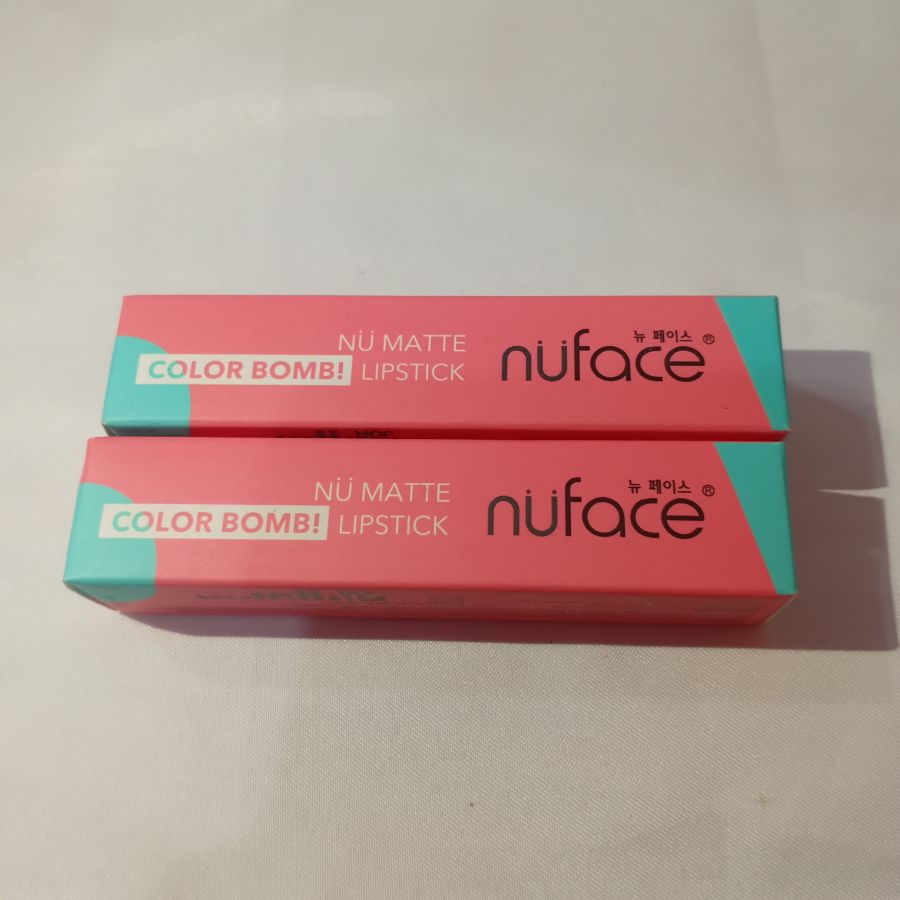 NÜ MATTE
COLOR BOMB! LIPSTICK
뉴 페이스 ®
nüface
NÜ MATTE
COLOR BOMB! LIPSTICK
뉴 페이스 ®
nüface